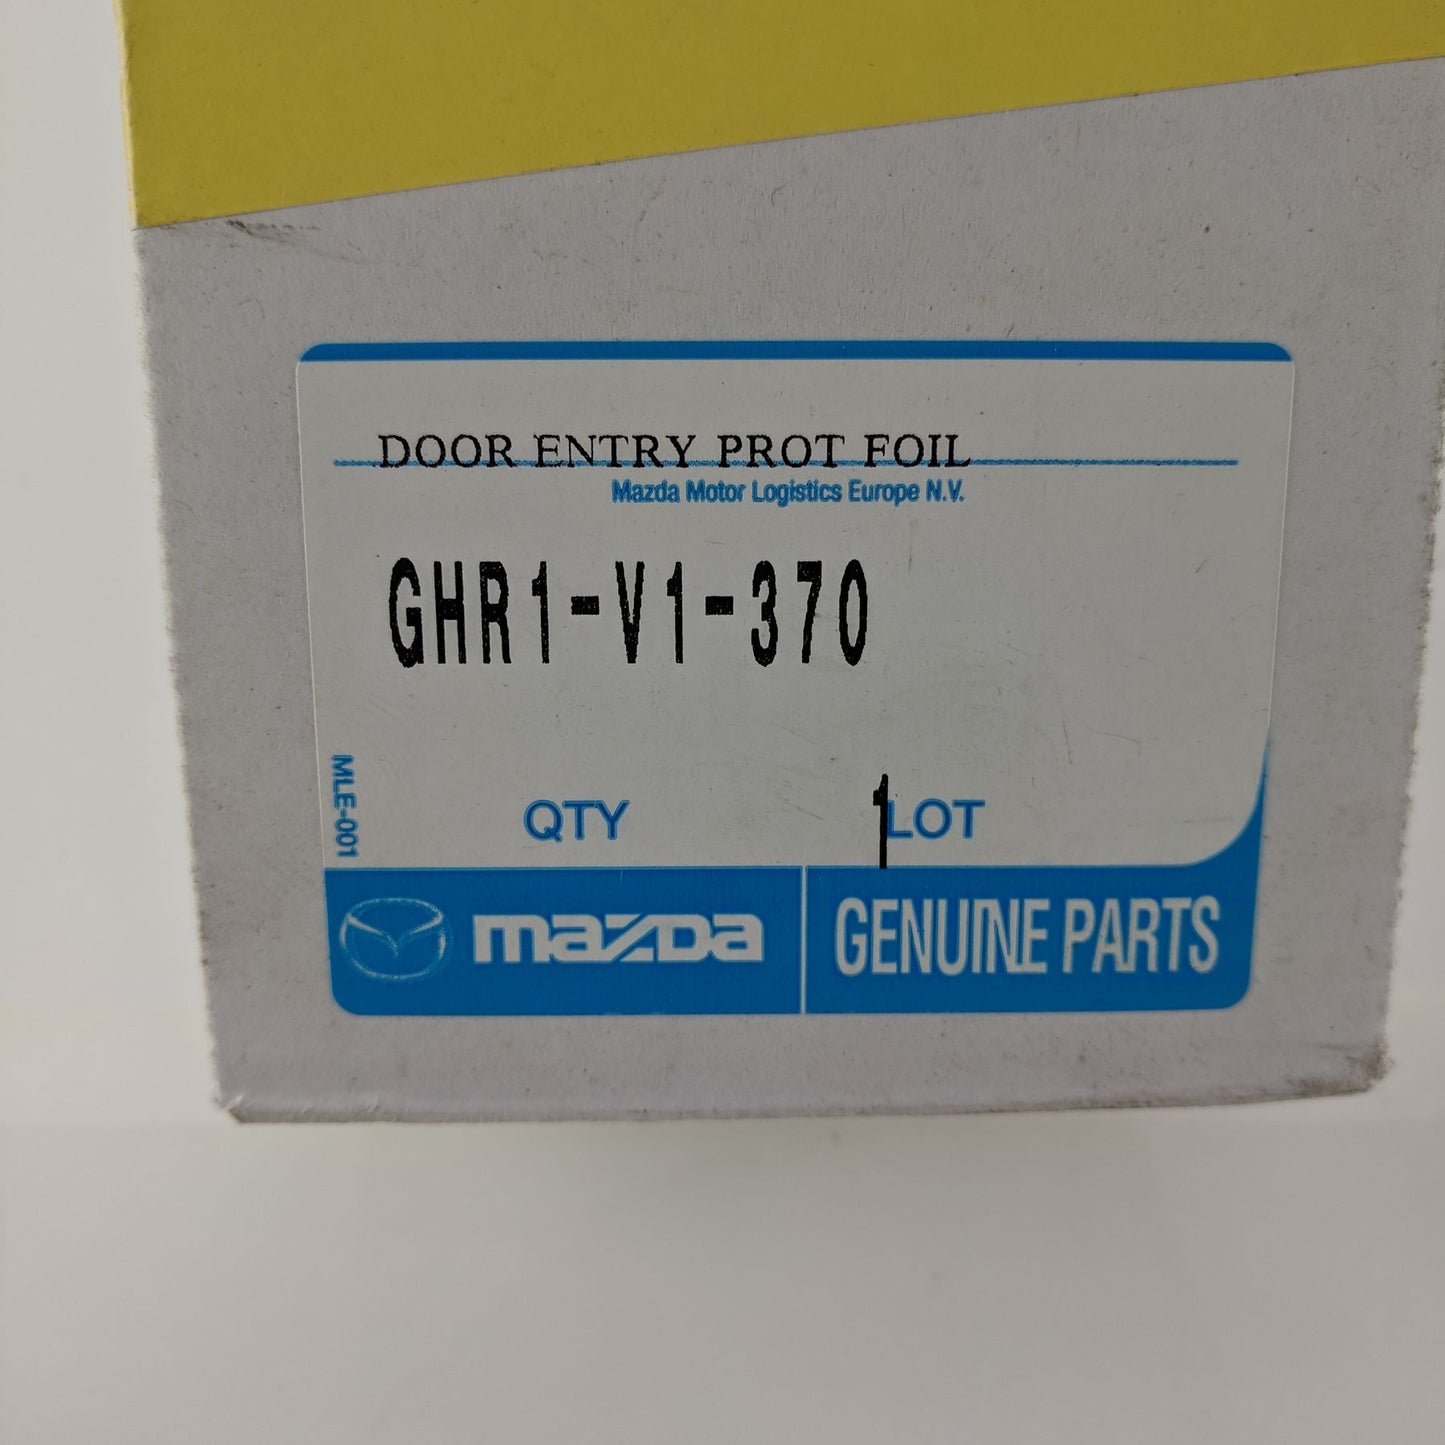 DOOR ENTRY PROT FOIL
Mazda Motor Logistics Europe N.V.
GHR1-V1-370
MLE-001
QTY 1 LOT
mazda GENUINE PARTS